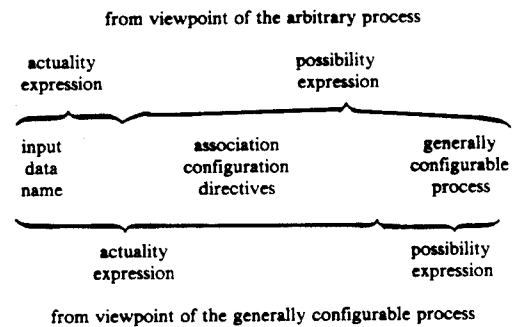 from viewpoint of the arbitrary process
actuality
expression
possibility
expression
input
data
name
association
configuration
directives
generally
configurable
process
actuality
expression
possibility
expression
from viewpoint of the generally configurable process